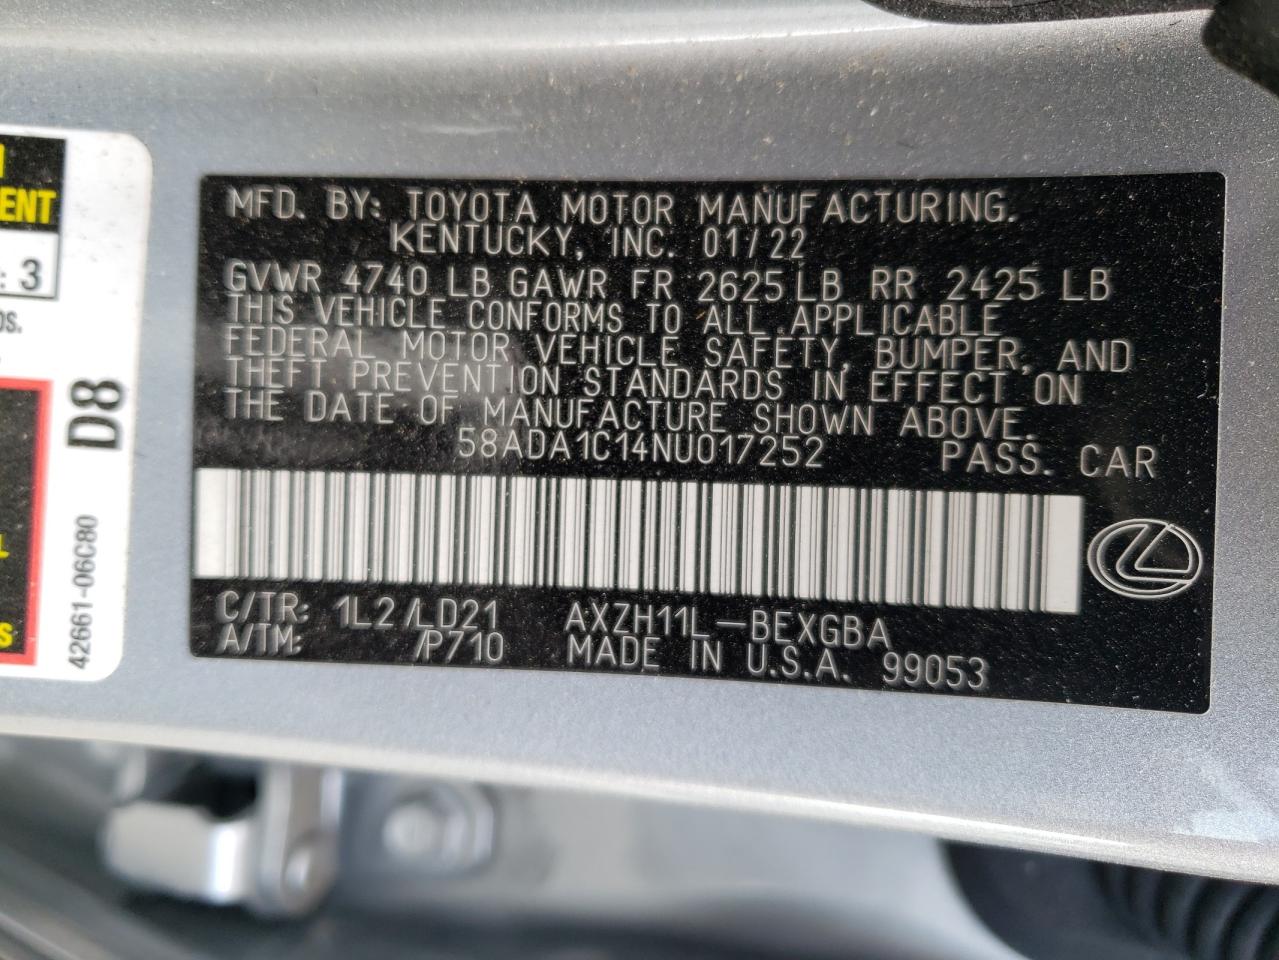 ENT
: 3
D8
42661-06C80
MFD. BY: TOYOTA MOTOR MANUFACTURING.
KENTUCKY, INC. 01/22
GVWR 4740 LB GAWR FR 2625 LB RR 2425 LB
THIS VEHICLE CONFORMS TO ALL APPLICABLE
FEDERAL MOTOR VEHICLE SAFETY, BUMPER, AND
THEFT PREVENTION STANDARDS IN EFFECT ON
THE DATE OF MANUFACTURE SHOWN ABOVE.
58ADA1C14NU017252 PASS. CAR
C/TR: 1L2 /LD21 AXZH11L-BEXGBA
A/TM: /P710 MADE IN U.S.A. 99053